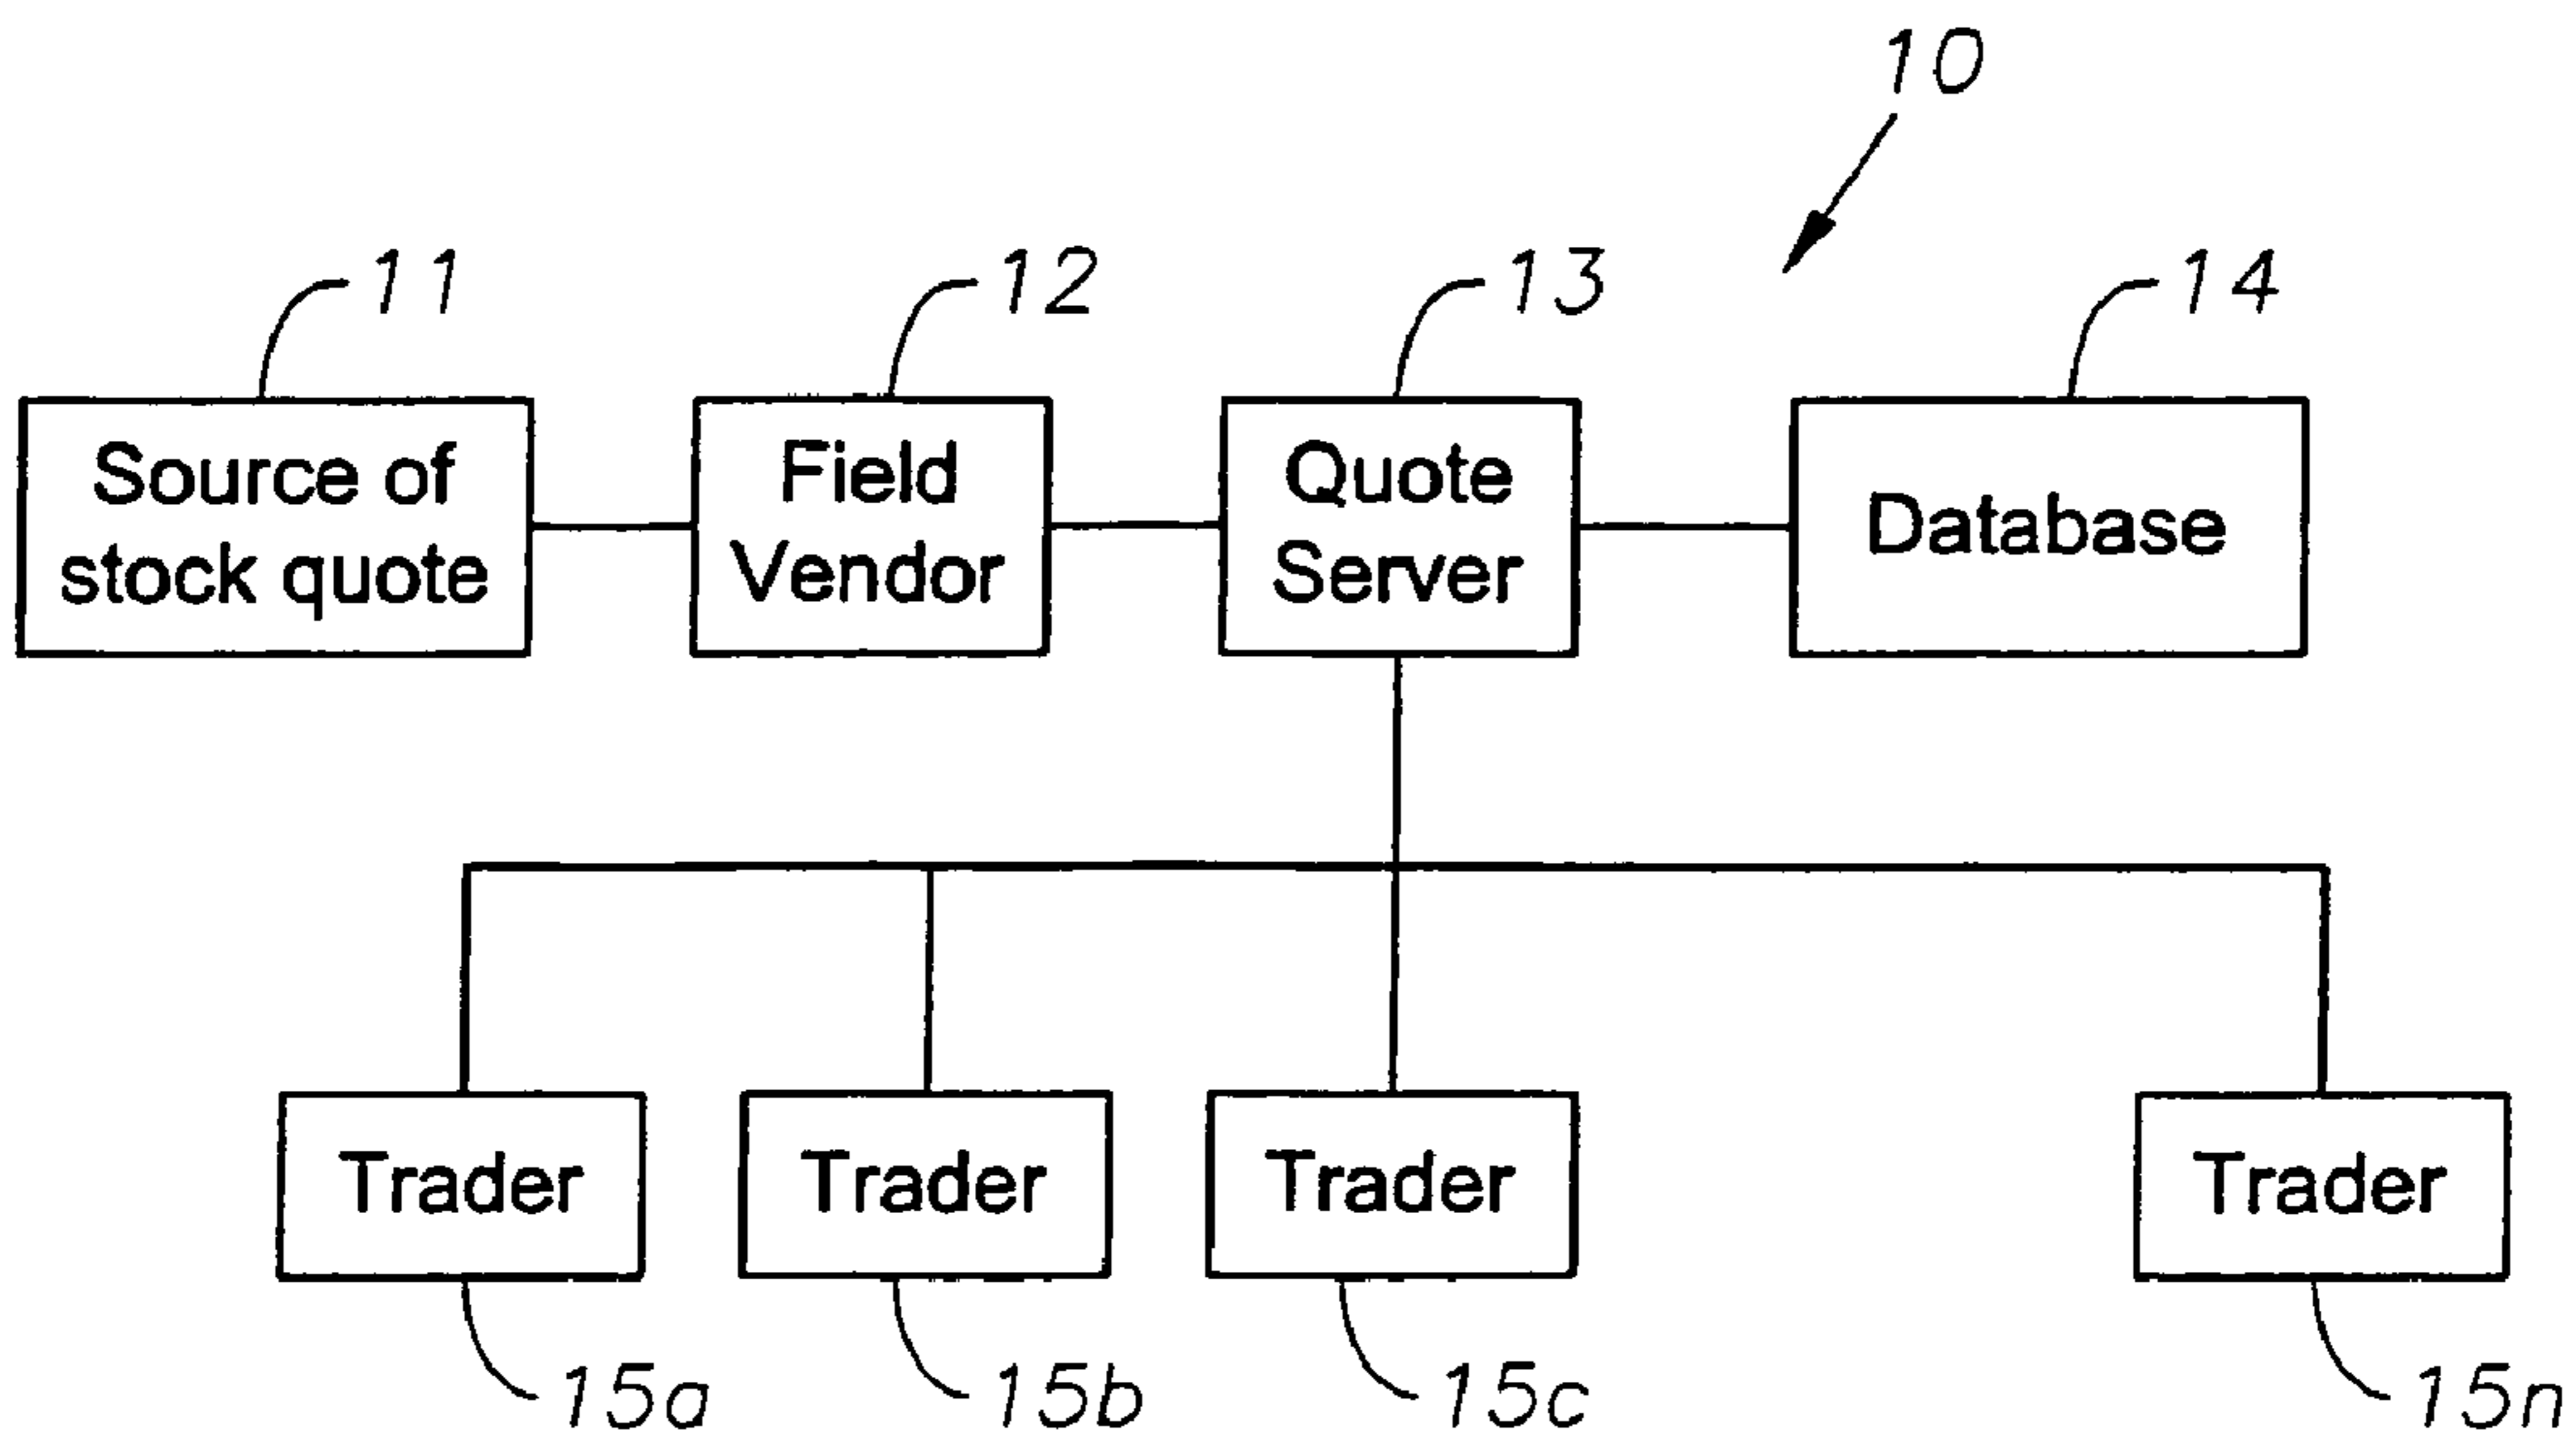 10
11
12
13
14
Source of
stock quote
Field
Vendor
Quote
Server
Database
Trader
Trader
Trader
Trader
15a
15b
15c
15n